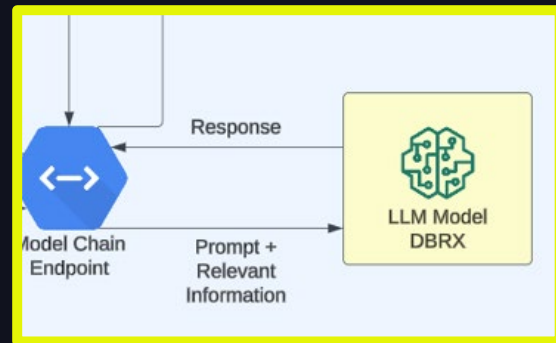 Response
LLM Model
DBRX
Model Chain
Endpoint
Prompt +
Relevant
Information